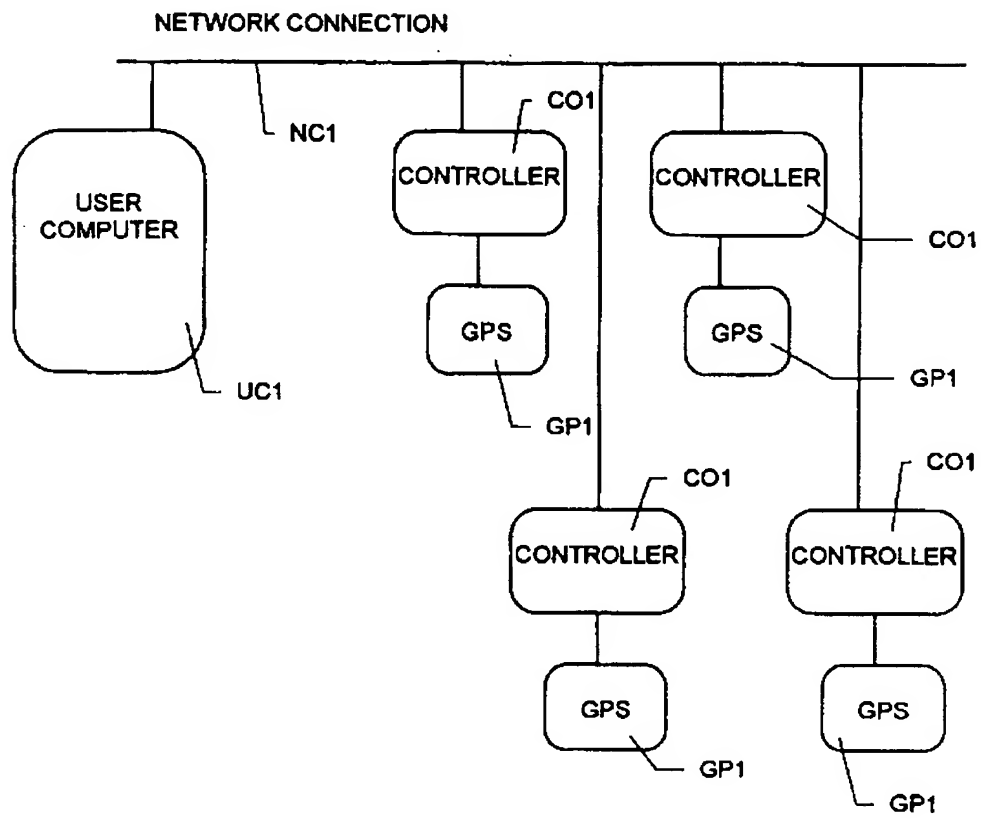 NETWORK CONNECTION
NC1
CO1
CONTROLLER
CONTROLLER
USER
COMPUTER
CO1
GPS
GPS
UC1
GP1
GP1
CO1
CO1
CONTROLLER
CONTROLLER
GPS
GPS
GP1
GP1